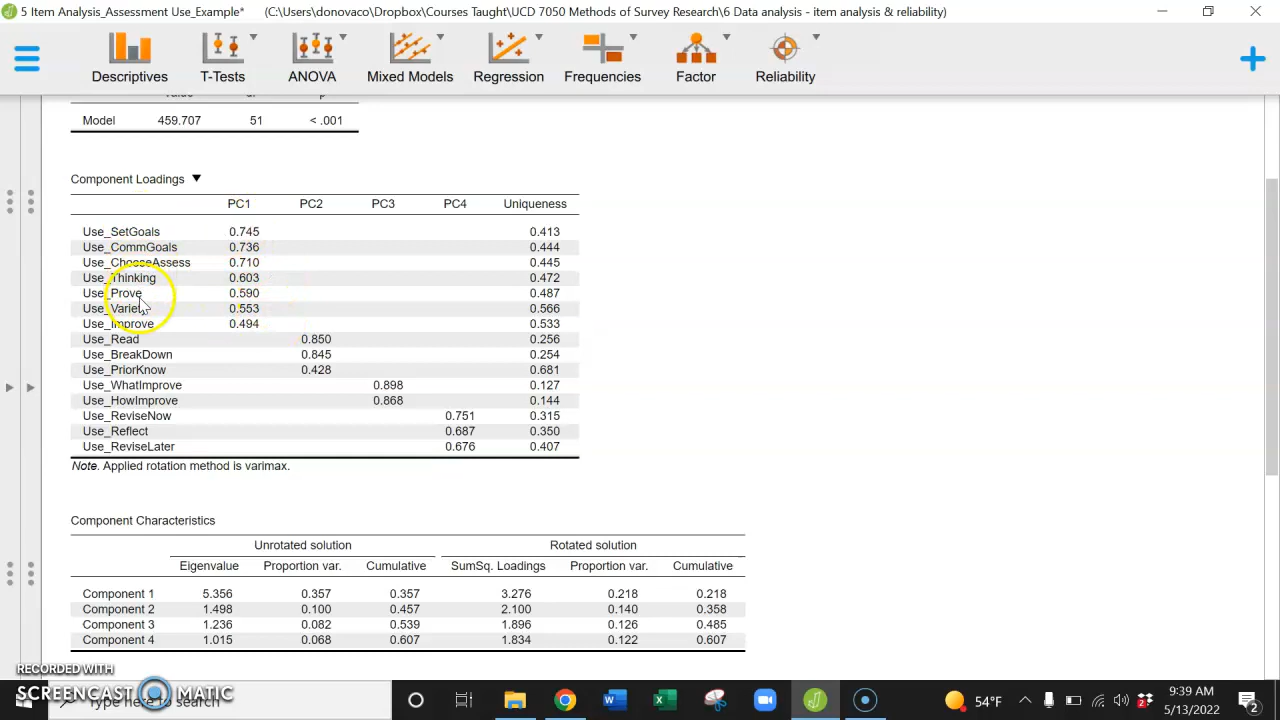 5 Item Analysis_Assessment Use_Example* (C:\Users\donovaco\Dropbox\Courses Taught\UCD 7050 Methods of Survey Research\6 Data analysis - item analysis & reliability)
Descriptives T-Tests ANOVA Mixed Models Regression Frequencies Factor Reliability
Model 459.707 51 < .001
Component Loadings ▼
PC1 PC2 PC3 PC4 Uniqueness
Use_SetGoals 0.745 0.413
Use_CommGoals 0.736 0.444
Use_ChooseAssess 0.710 0.445
Use_Thinking 0.603 0.472
Use_Prove 0.590 0.487
Use_Variety 0.553 0.566
Use_Improve 0.494 0.533
Use_Read 0.850 0.256
Use_BreakDown 0.845 0.254
Use_PriorKnow 0.428 0.681
Use_WhatImprove 0.898 0.127
Use_HowImprove 0.868 0.144
Use_ReviseNow 0.751 0.315
Use_Reflect 0.687 0.350
Use_ReviseLater 0.676 0.407
Note. Applied rotation method is varimax.
Component Characteristics
Unrotated solution Rotated solution
Eigenvalue Proportion var. Cumulative SumSq. Loadings Proportion var. Cumulative
Component 1 5.356 0.357 0.357 3.276 0.218 0.218
Component 2 1.498 0.100 0.457 2.100 0.140 0.358
Component 3 1.236 0.082 0.539 1.896 0.126 0.485
Component 4 1.015 0.068 0.607 1.834 0.122 0.607
RECORDED WITH
SCREENCAST MATIC
Type here to search
54°F
9:39 AM
5/13/2022
2